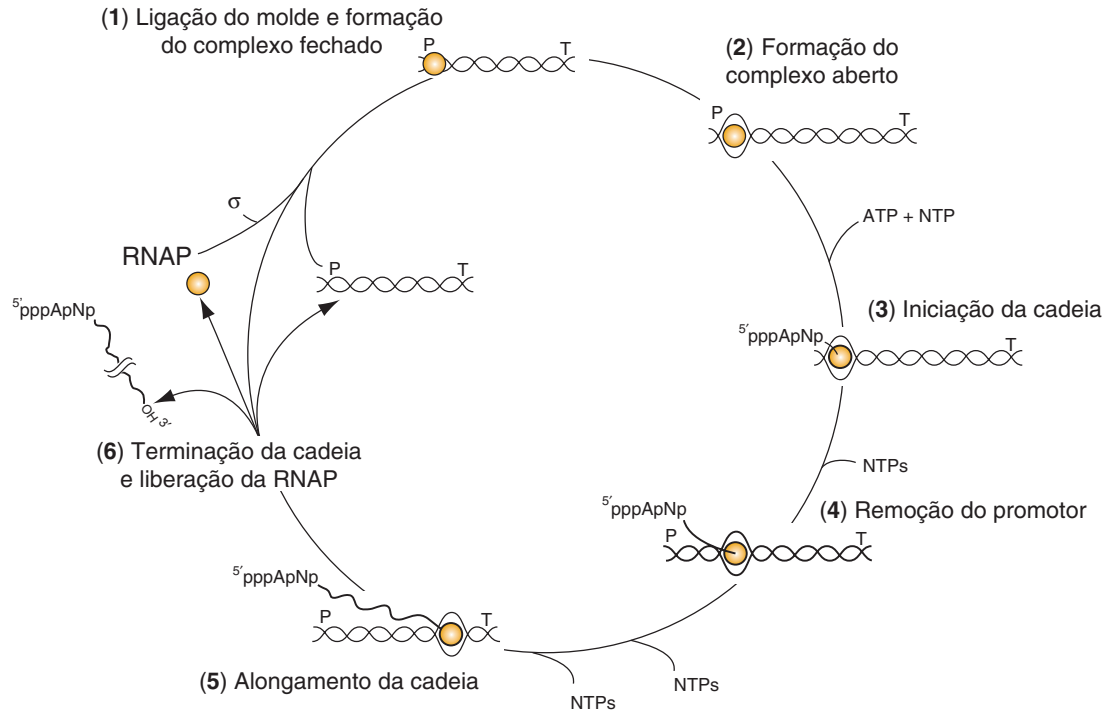 (1) Ligação do molde e formação
do complexo fechado
P
T
(2) Formação do
complexo aberto
P
T
ATP + NTP
(3) Iniciação da cadeia
5′pppApNp
T
NTPs
(4) Remoção do promotor
5′pppApNp
P
T
NTPs
NTPs
(5) Alongamento da cadeia
5′pppApNp
P
T
(6) Terminação da cadeia
e liberação da RNAP
5′pppApNp
OH 3′
RNAP
σ
P
T